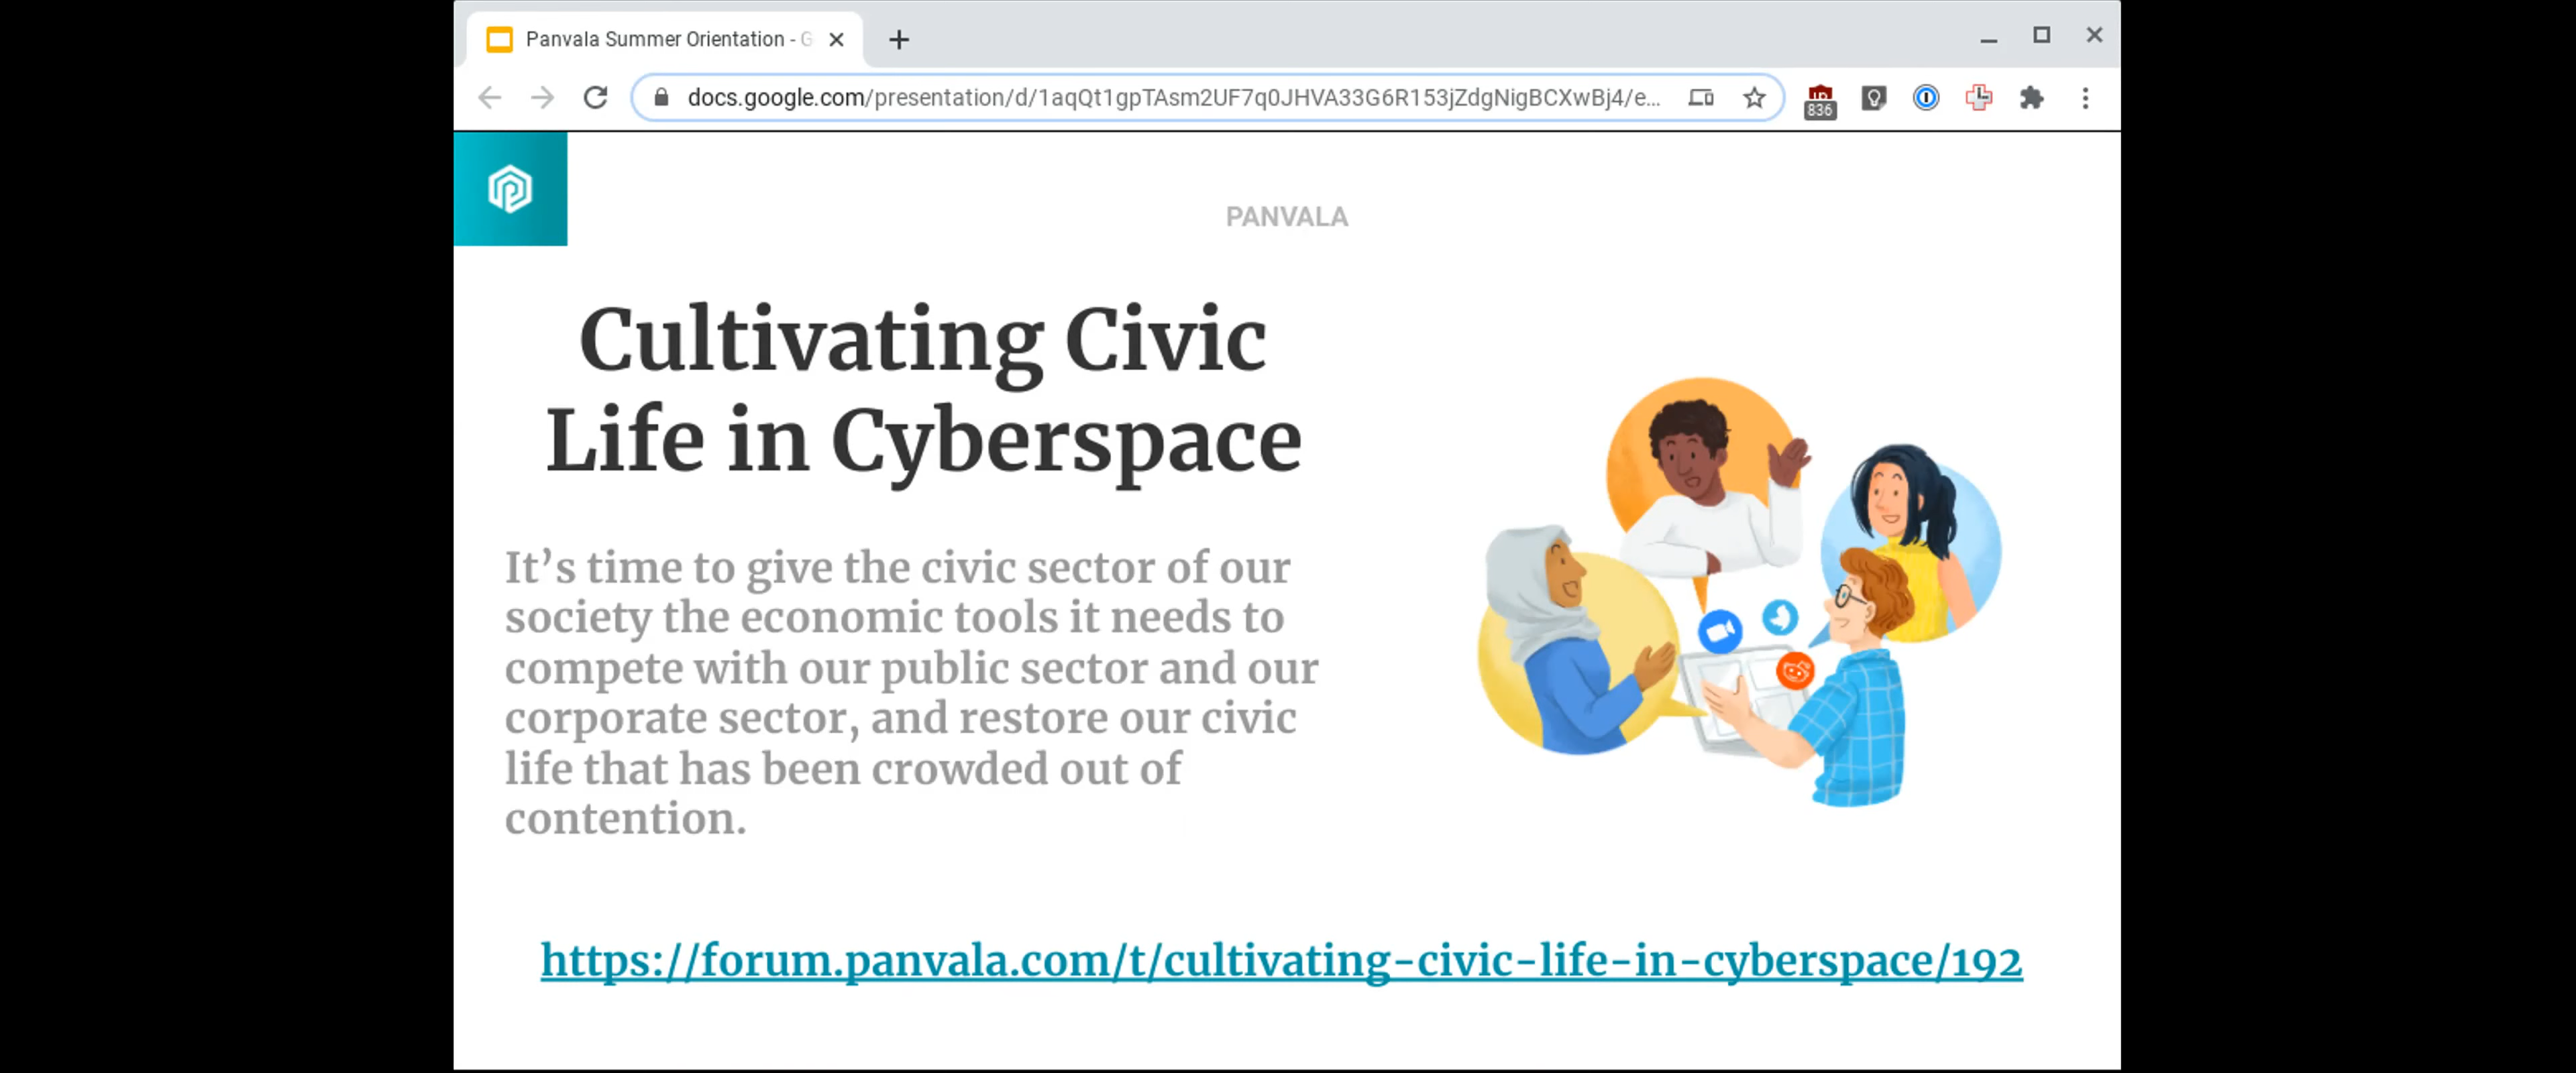 Panvala Summer Orientation - G
docs.google.com/presentation/d/1aqQt1gpTAsm2UF7q0JHVA33G6R153jZdgNigBCXwBj4/e...
836
PANVALA
Cultivating Civic
Life in Cyberspace
It’s time to give the civic sector of our
society the economic tools it needs to
compete with our public sector and our
corporate sector, and restore our civic
life that has been crowded out of
contention.
https://forum.panvala.com/t/cultivating-civic-life-in-cyberspace/192